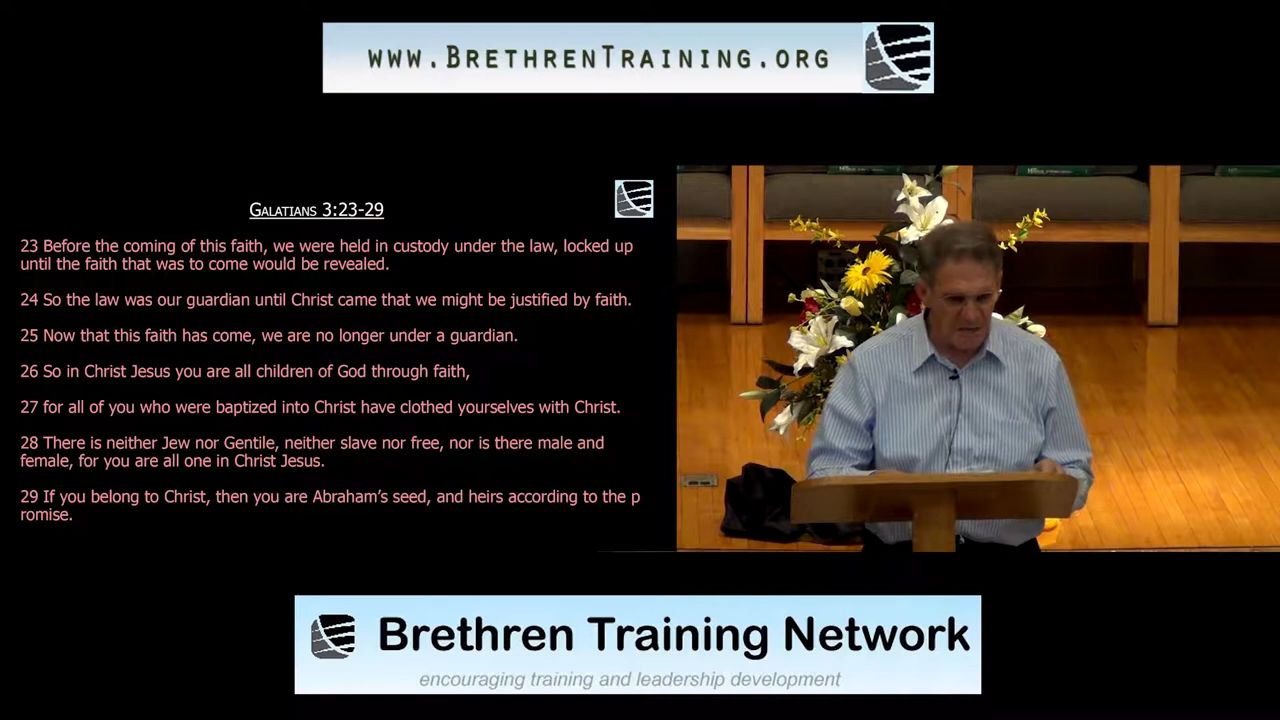 www.BrethrenTraining.org
Galatians 3:23-29
23 Before the coming of this faith, we were held in custody under the law, locked up
until the faith that was to come would be revealed.
24 So the law was our guardian until Christ came that we might be justified by faith.
25 Now that this faith has come, we are no longer under a guardian.
26 So in Christ Jesus you are all children of God through faith,
27 for all of you who were baptized into Christ have clothed yourselves with Christ.
28 There is neither Jew nor Gentile, neither slave nor free, nor is there male and
female, for you are all one in Christ Jesus.
29 If you belong to Christ, then you are Abraham’s seed, and heirs according to the p
romise.
Brethren Training Network
encouraging training and leadership development